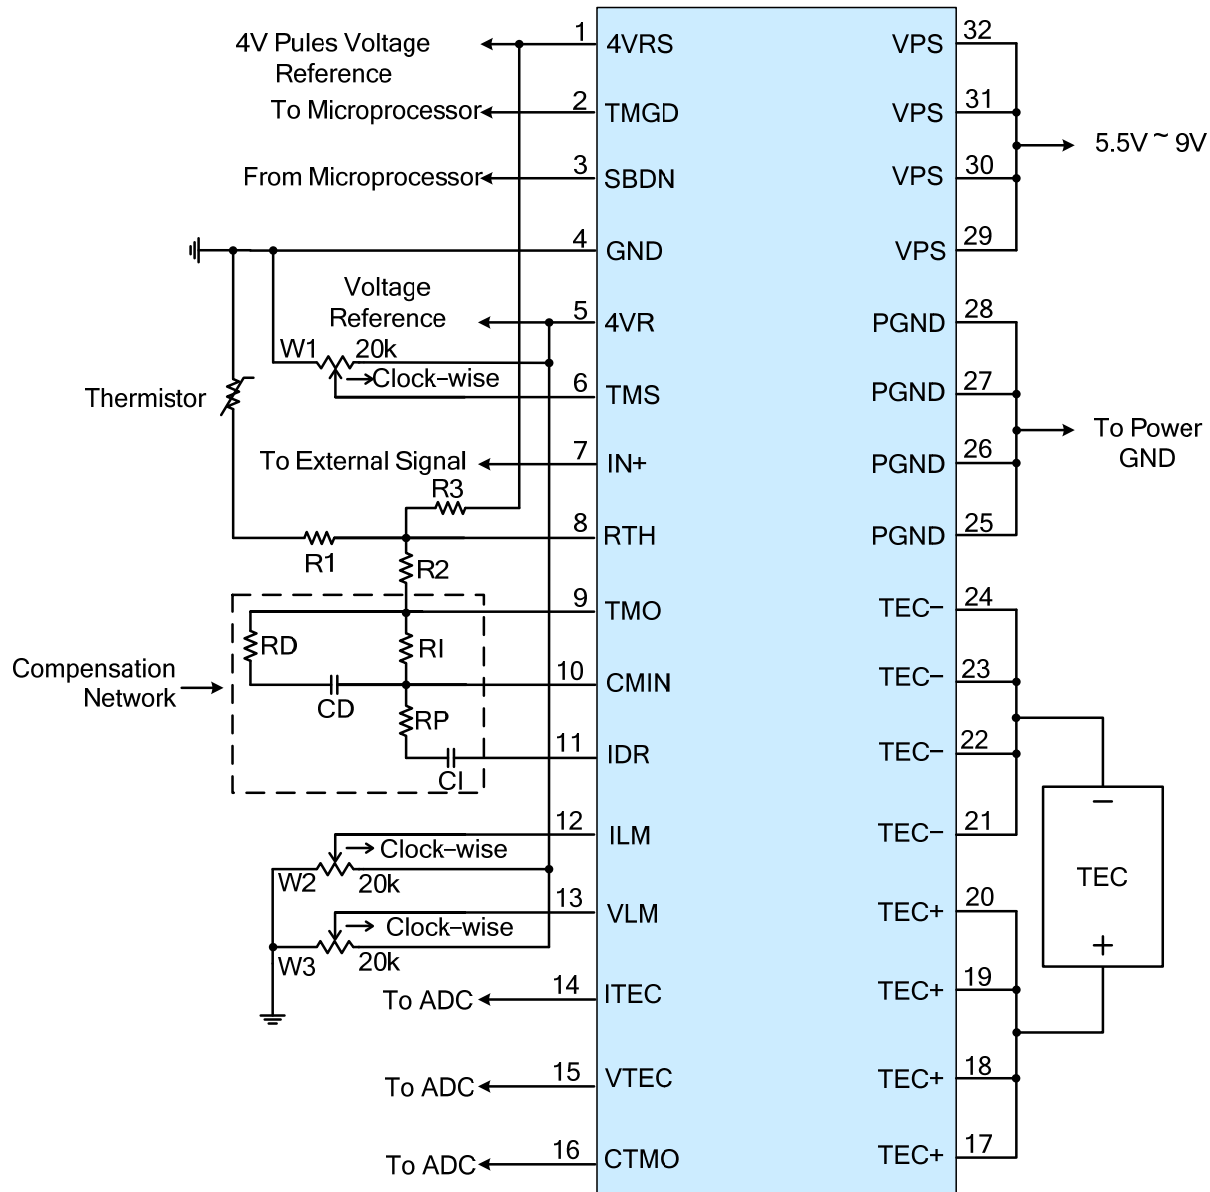 4V Pules Voltage
Reference
1
4VRS
To Microprocessor
2
TMGD
From Microprocessor
3
SBDN
4
GND
Voltage
Reference
5
4VR
W1
20k
Clock-wise
6
TMS
Thermistor
To External Signal
7
IN+
R3
8
RTH
R1
R2
9
TMO
RD
RI
Compensation
Network
10
CMIN
CD
RP
11
IDR
CI
12
ILM
Clock-wise
W2
20k
13
VLM
Clock-wise
W3
20k
To ADC
14
ITEC
To ADC
15
VTEC
To ADC
16
CTMO
VPS
32
VPS
31
5.5V ~ 9V
VPS
30
VPS
29
PGND
28
PGND
27
To Power
GND
PGND
26
PGND
25
TEC-
24
TEC-
23
TEC-
22
TEC-
21
-
TEC
+
TEC+
20
TEC+
19
TEC+
18
TEC+
17